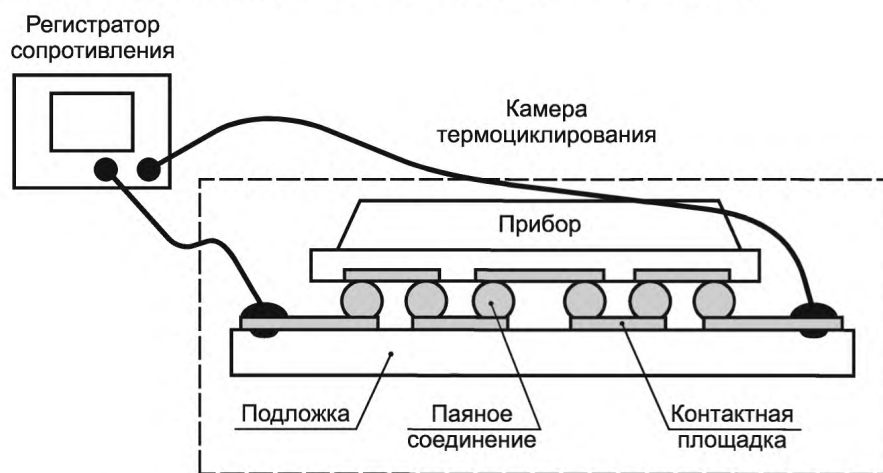 Регистратор
сопротивления
Камера
термоциклирования
Прибор
Подложка
Паяное
соединение
Контактная
площадка